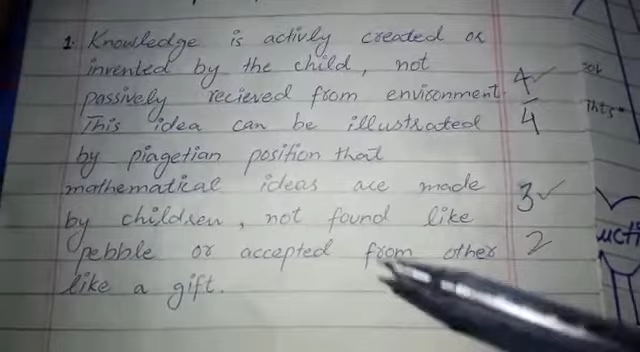 1. Knowledge is activly created or
invented by the child, not
passively recieved from environment.
This idea can be illustrated
by piagetian position that
mathematical ideas are made
by children, not found like
pebble or accepted from other
like a gift.
4
4
3
2
ucti